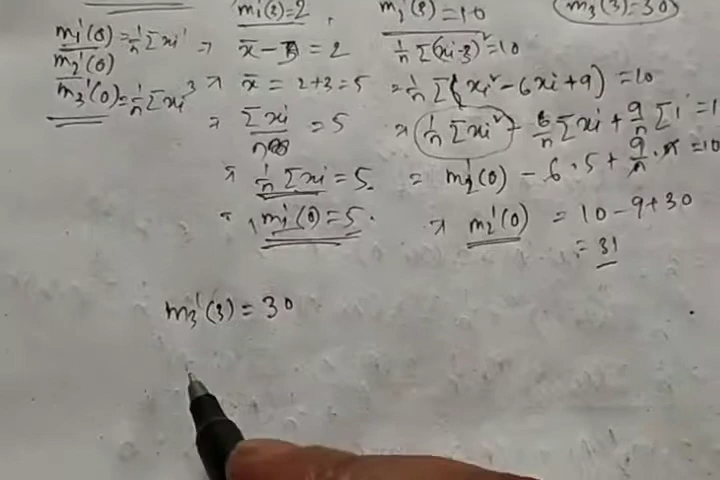 m₁'(3)=2, m₂'(3)=10 m₃'(3)=30
m₁'(0)=1/n Σxi' ⇒ x̄-3=2 1/n Σ(xi-3)²=10
m₂'(0)
m₃'(0)=1/n Σxi³ ⇒ x̄=2+3=5 =1/n Σ(xi²-6xi+9)=10
⇒ Σxi/n =5 ⇒ 1/n Σxi² - 6/n Σxi + 9/n Σ1 =1
⇒ 1/n Σxi=5. = m₂'(0) - 6·5 + 9/n·n =10
m₁'(0)=5. ⇒ m₂'(0) = 10-9+30
= 31
m₃'(3)=30